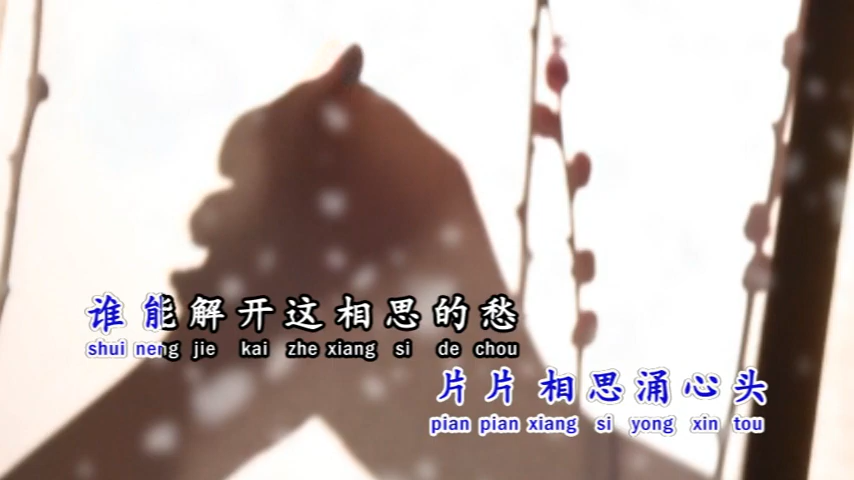 谁能解开这相思的愁
shui neng jie kai zhe xiang si de chou
片片相思涌心头
pian pian xiang si yong xin tou